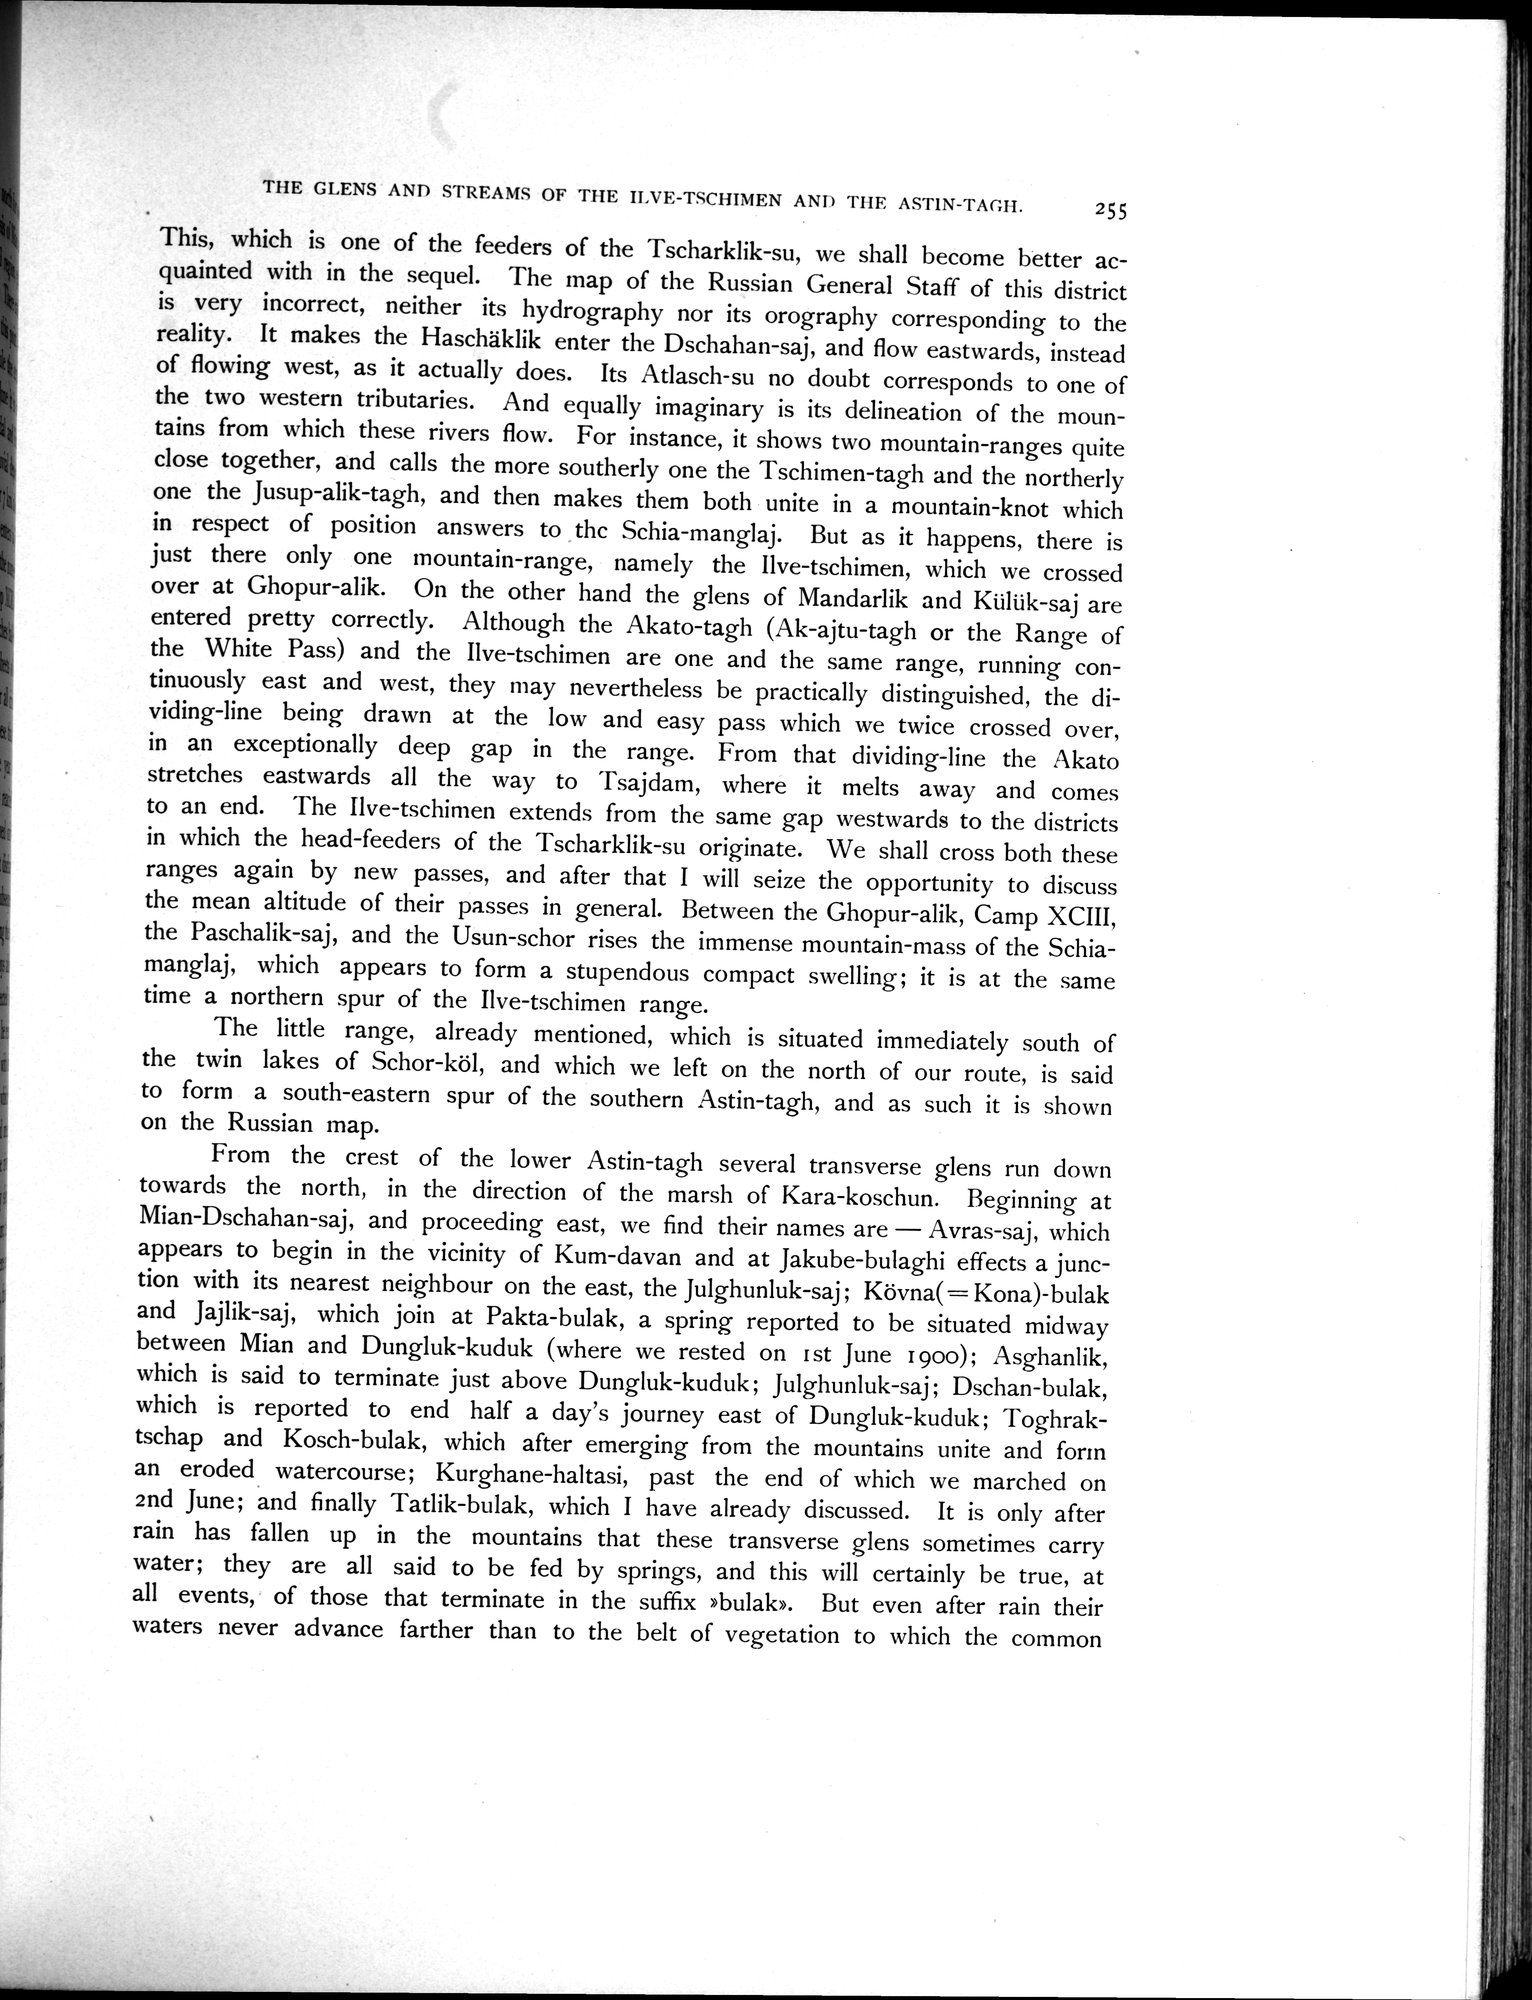 THE GLENS AND STREAMS OF THE ILVE-TSCHIMEN AND THE ASTIN-TAGH. 255
This, which is one of the feeders of the Tscharklik-su, we shall become better ac-
quainted with in the sequel. The map of the Russian General Staff of this district
is very incorrect, neither its hydrography nor its orography corresponding to the
reality. It makes the Haschäklik enter the Dschahan-saj, and flow eastwards, instead
of flowing west, as it actually does. Its Atlasch-su no doubt corresponds to one of
the two western tributaries. And equally imaginary is its delineation of the moun-
tains from which these rivers flow. For instance, it shows two mountain-ranges quite
close together, and calls the more southerly one the Tschimen-tagh and the northerly
one the Jusup-alik-tagh, and then makes them both unite in a mountain-knot which
in respect of position answers to the Schia-manglaj. But as it happens, there is
just there only one mountain-range, namely the Ilve-tschimen, which we crossed
over at Ghopur-alik. On the other hand the glens of Mandarlik and Külük-saj are
entered pretty correctly. Although the Akato-tagh (Ak-ajtu-tagh or the Range of
the White Pass) and the Ilve-tschimen are one and the same range, running con-
tinuously east and west, they may nevertheless be practically distinguished, the di-
viding-line being drawn at the low and easy pass which we twice crossed over,
in an exceptionally deep gap in the range. From that dividing-line the Akato
stretches eastwards all the way to Tsajdam, where it melts away and comes
to an end. The Ilve-tschimen extends from the same gap westwards to the districts
in which the head-feeders of the Tscharklik-su originate. We shall cross both these
ranges again by new passes, and after that I will seize the opportunity to discuss
the mean altitude of their passes in general. Between the Ghopur-alik, Camp XCIII,
the Paschalik-saj, and the Usun-schor rises the immense mountain-mass of the Schia-
manglaj, which appears to form a stupendous compact swelling; it is at the same
time a northern spur of the Ilve-tschimen range.
The little range, already mentioned, which is situated immediately south of
the twin lakes of Schor-köl, and which we left on the north of our route, is said
to form a south-eastern spur of the southern Astin-tagh, and as such it is shown
on the Russian map.
From the crest of the lower Astin-tagh several transverse glens run down
towards the north, in the direction of the marsh of Kara-koschun. Beginning at
Mian-Dschahan-saj, and proceeding east, we find their names are — Avras-saj, which
appears to begin in the vicinity of Kum-davan and at Jakube-bulaghi effects a junc-
tion with its nearest neighbour on the east, the Julghunluk-saj; Kövna(=Kona)-bulak
and Jajlik-saj, which join at Pakta-bulak, a spring reported to be situated midway
between Mian and Dungluk-kuduk (where we rested on 1st June 1900); Asghanlik,
which is said to terminate just above Dungluk-kuduk; Julghunluk-saj; Dschan-bulak,
which is reported to end half a day's journey east of Dungluk-kuduk; Toghrak-
tschap and Kosch-bulak, which after emerging from the mountains unite and form
an eroded watercourse; Kurghane-haltasi, past the end of which we marched on
2nd June; and finally Tatlik-bulak, which I have already discussed. It is only after
rain has fallen up in the mountains that these transverse glens sometimes carry
water; they are all said to be fed by springs, and this will certainly be true, at
all events, of those that terminate in the suffix »bulak». But even after rain their
waters never advance farther than to the belt of vegetation to which the common